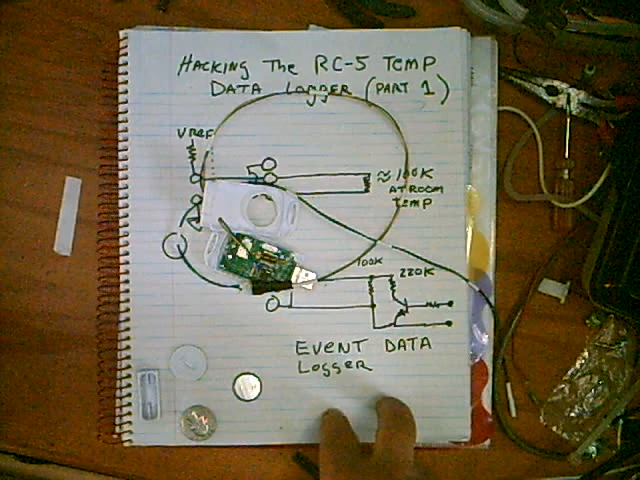 HACKING THE RC-5 TEMP
DATA LOGGER (PART 1)
VREF
≈ 100K
AT ROOM
TEMP
100K
220K
EVENT DATA
LOGGER